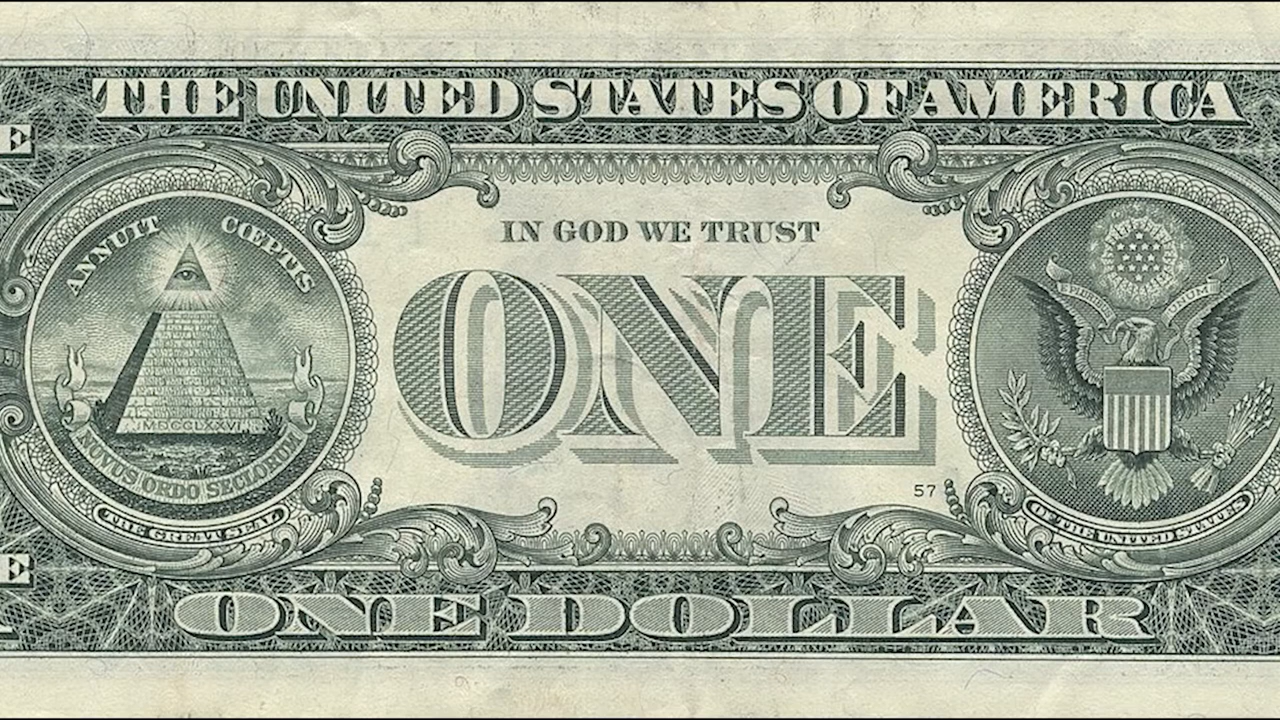 THE UNITED STATES OF AMERICA
ANNUIT CŒPTIS
IN GOD WE TRUST
ONE
MDCCLXXVI
NOVUS ORDO SECLORUM
THE GREAT SEAL
57
OF THE UNITED STATES
ONE DOLLAR